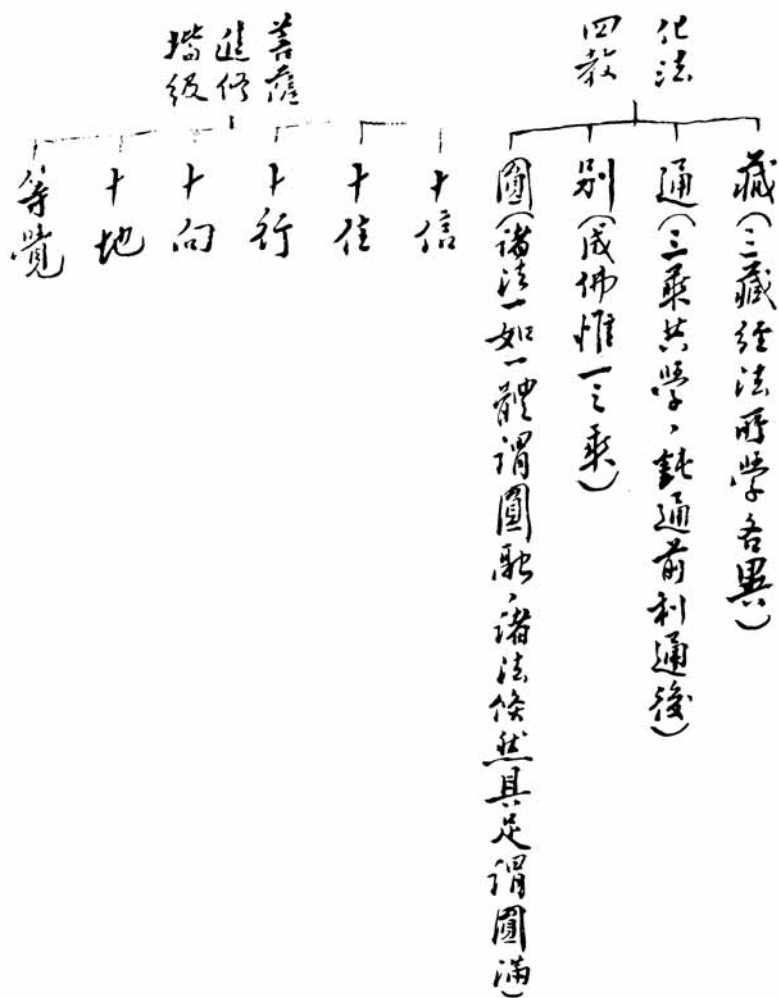 化法
四教
藏(三藏經法所學各異)
通(三乘共學、鈍通前利通後)
別(成佛惟一之乘)
圓(諸法一如一體謂圓融、諸法條然具足謂圓滿)
菩薩
進修
階級
十信
十住
十行
十向
十地
等覺